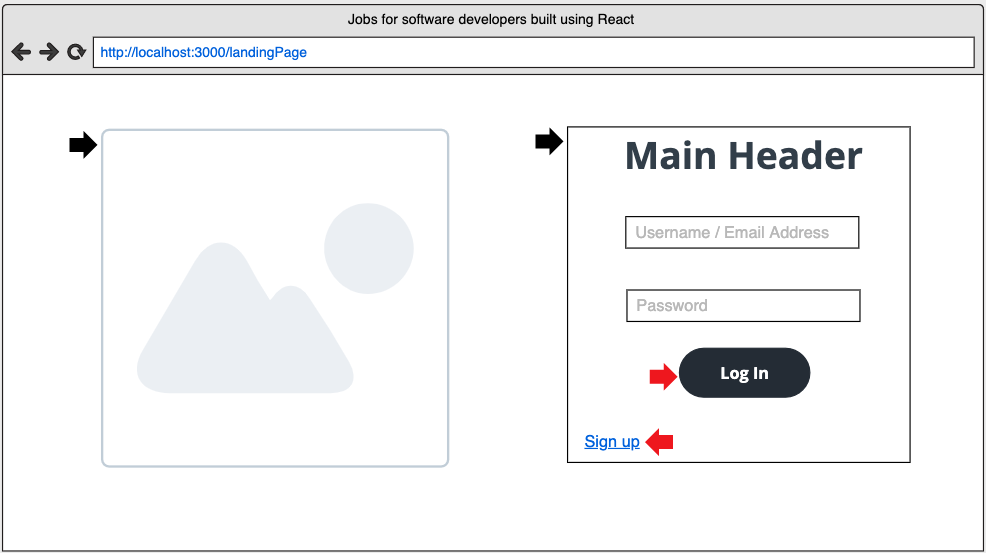 Jobs for software developers built using React
http://localhost:3000/landingPage
Main Header
Username / Email Address
Password
Log In
Sign up